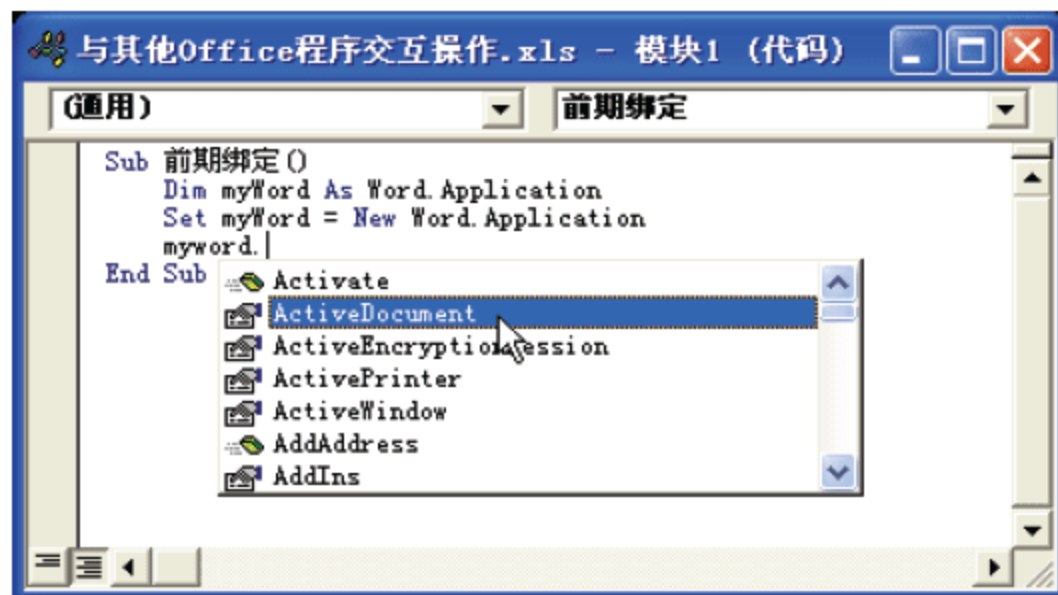 与其他Office程序交互操作.xls - 模块1 (代码)
(通用)
前期绑定
Sub 前期绑定()
Dim myWord As Word.Application
Set myWord = New Word.Application
myword.
End Sub
Activate
ActiveDocument
ActiveEncryptionSession
ActivePrinter
ActiveWindow
AddAddress
AddIns